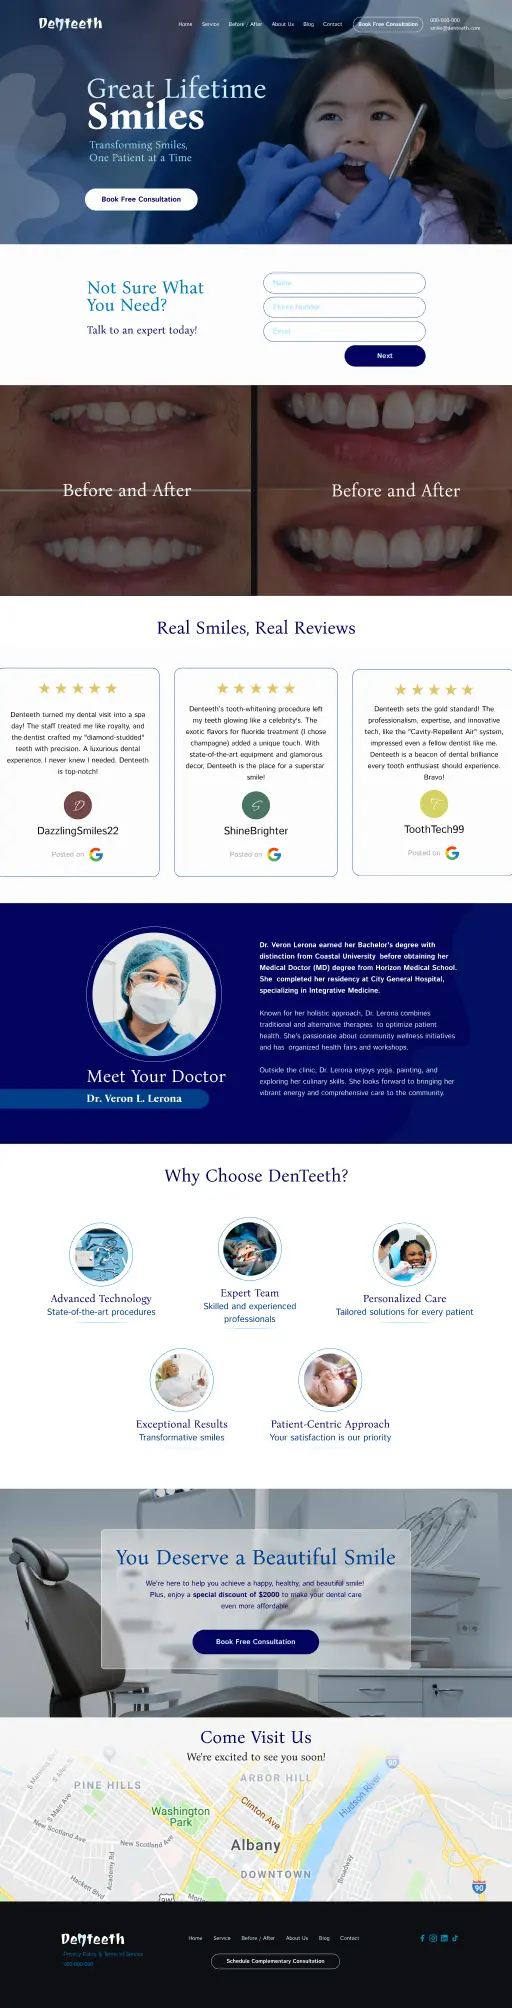 DenTeeth
Home Service Before / After About Us Blog Contact Book Free Consultation
000-000-000
smile@denteeth.com
Great Lifetime
Smiles
Transforming Smiles,
One Patient at a Time
Book Free Consultation
Not Sure What
You Need?
Talk to an expert today!
Name
Phone Number
Email
Next
Before and After
Before and After
Real Smiles, Real Reviews
Denteeth turned my dental visit into a spa
day! The staff treated me like royalty, and
the dentist crafted my "diamond-studded"
teeth with precision. A luxurious dental
experience, I never knew I needed. Denteeth
is top-notch!
D
DazzlingSmiles22
Posted on G
Denteeth's tooth-whitening procedure left
my teeth glowing like a celebrity's. The
exotic flavors for fluoride treatment (I chose
champagne) added a unique touch. With
state-of-the-art equipment and glamorous
decor, Denteeth is the place for a superstar
smile!
S
ShineBrighter
Posted on G
Denteeth sets the gold standard! The
professionalism, expertise, and innovative
tech, like the "Cavity-Repellent Air" system,
impressed even a fellow dentist like me.
Denteeth is a beacon of dental brilliance
every tooth enthusiast should experience.
Bravo!
T
ToothTech99
Posted on G
Meet Your Doctor
Dr. Veron L. Lerona
Dr. Veron Lerona earned her Bachelor's degree with
distinction from Coastal University before obtaining her
Medical Doctor (MD) degree from Horizon Medical School.
She completed her residency at City General Hospital,
specializing in Integrative Medicine.
Known for her holistic approach, Dr. Lerona combines
traditional and alternative therapies to optimize patient
health. She's passionate about community wellness initiatives
and has organized health fairs and workshops.
Outside the clinic, Dr. Lerona enjoys yoga, painting, and
exploring her culinary skills. She looks forward to bringing her
vibrant energy and comprehensive care to the community.
Why Choose DenTeeth?
Advanced Technology
State-of-the-art procedures
Expert Team
Skilled and experienced
professionals
Personalized Care
Tailored solutions for every patient
Exceptional Results
Transformative smiles
Patient-Centric Approach
Your satisfaction is our priority
You Deserve a Beautiful Smile
We're here to help you achieve a happy, healthy, and beautiful smile!
Plus, enjoy a special discount of $2000 to make your dental care
even more affordable.
Book Free Consultation
Come Visit Us
We're excited to see you soon!
S Manning Blvd
S Allen St
PINE HILLS
ARBOR HILL
90
Hudson River
S Main Ave
Washington
Park
Clinton Ave
New Scotland Ave
New Scotland Ave
Albany
Academy Rd
Hackett Blvd
DOWNTOWN
Broadway
9W
90
DenTeeth
Privacy Policy & Terms of Service
000-000-000
Home Service Before / After About Us Blog Contact
Schedule Complementary Consultation